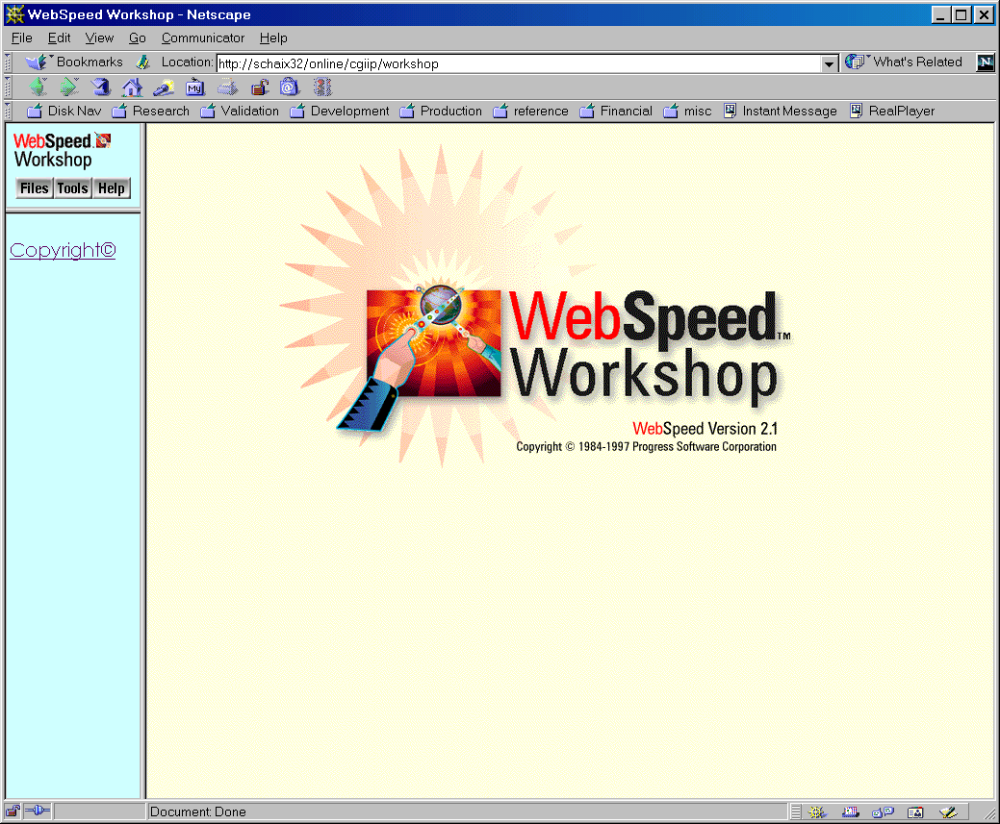 WebSpeed Workshop - Netscape
File Edit View Go Communicator Help
Bookmarks Location: http://schaix32/online/cgiip/workshop What's Related N
My
Disk Nav Research Validation Development Production reference Financial misc Instant Message RealPlayer
WebSpeed
Workshop
Files Tools Help
Copyright©
WebSpeed™
Workshop
WebSpeed Version 2.1
Copyright © 1984-1997 Progress Software Corporation
Document: Done